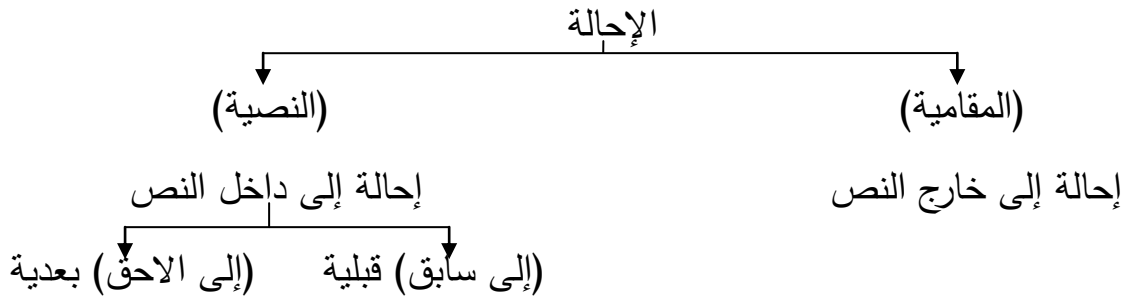 الإحالة
(المقامية) (النصية)
إحالة إلى خارج النص إحالة إلى داخل النص
(إلى سابق) قبلية (إلى الاحق) بعدية